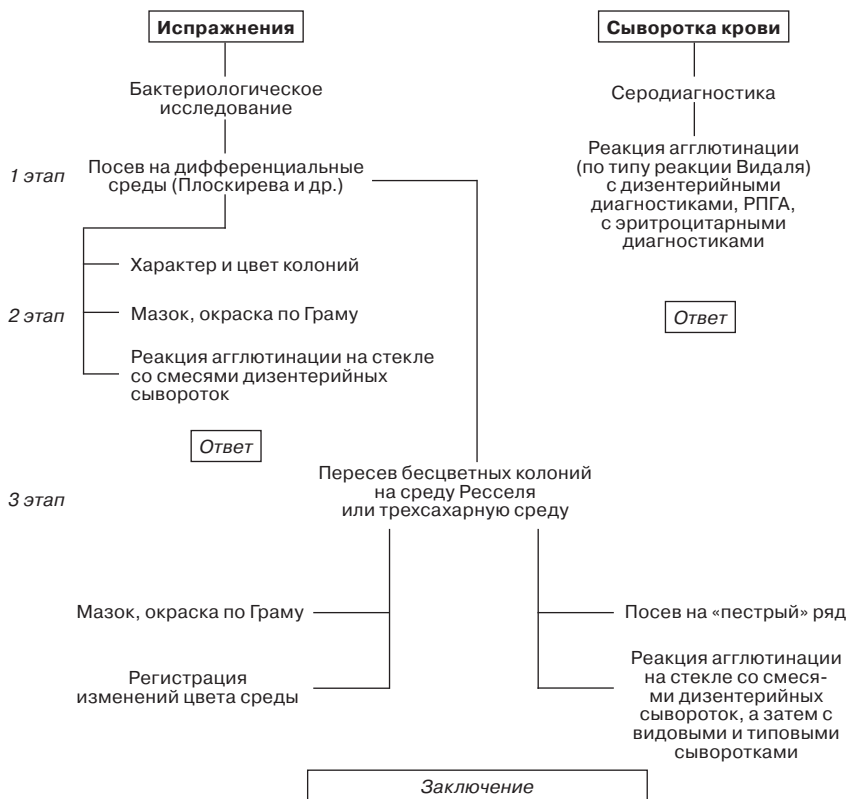 Испражнения
Сыворотка крови
Бактериологическое
исследование
Серодиагностика
1 этап
Посев на дифференциальные
среды (Плоскирева и др.)
Реакция агглютинации
(по типу реакции Видаля)
с дизентерийными
диагностиками, РПГА,
с эритроцитарными
диагностиками
Характер и цвет колоний
2 этап
Мазок, окраска по Граму
Ответ
Реакция агглютинации на стекле
со смесями дизентерийных
сывороток
Ответ
3 этап
Пересев бесцветных колоний
на среду Ресселя
или трехсахарную среду
Мазок, окраска по Граму
Посев на «пестрый» ряд
Регистрация
изменений цвета среды
Реакция агглютинации
на стекле со смеся-
ми дизентерийных
сывороток, а затем с
видовыми и типовыми
сыворотками
Заключение